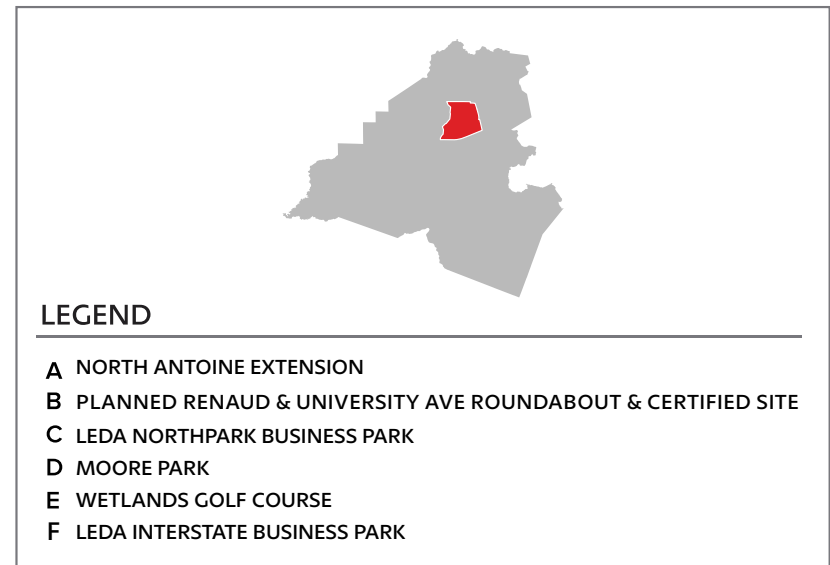 LEGEND
A NORTH ANTOINE EXTENSION
B PLANNED RENAUD & UNIVERSITY AVE ROUNDABOUT & CERTIFIED SITE
C LEDA NORTHPARK BUSINESS PARK
D MOORE PARK
E WETLANDS GOLF COURSE
F LEDA INTERSTATE BUSINESS PARK